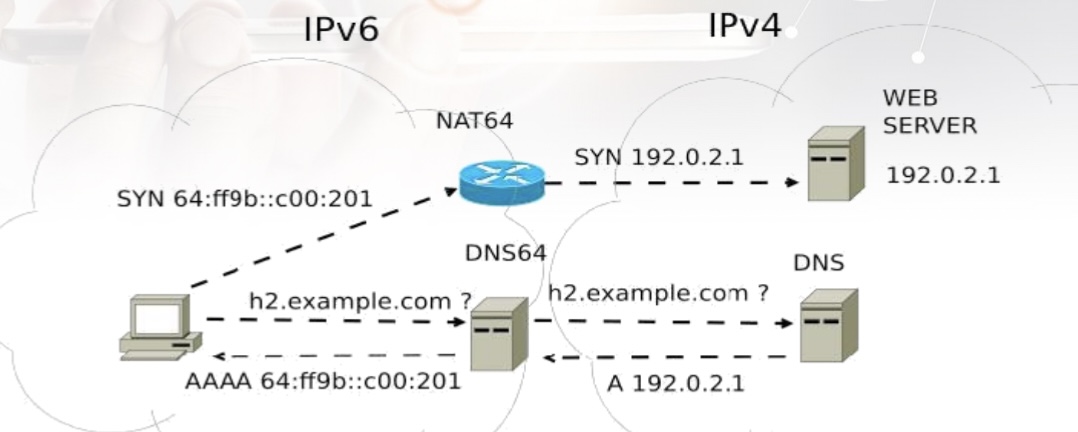 IPv6
IPv4
NAT64
WEB
SERVER
SYN 192.0.2.1
192.0.2.1
SYN 64:ff9b::c00:201
DNS64
DNS
h2.example.com ?
h2.example.com ?
AAAA 64:ff9b::c00:201
A 192.0.2.1